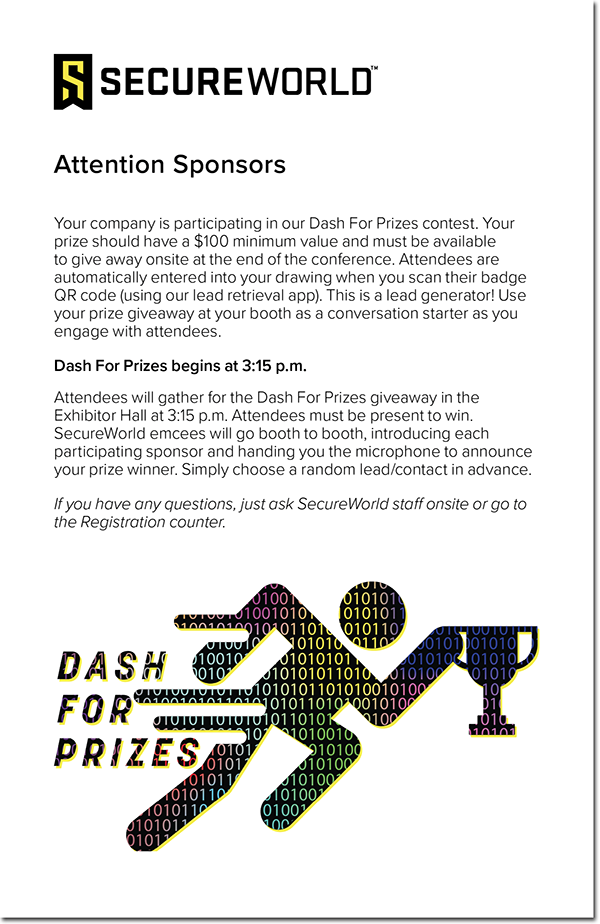 SECUREWORLD™
Attention Sponsors
Your company is participating in our Dash For Prizes contest. Your
prize should have a $100 minimum value and must be available
to give away onsite at the end of the conference. Attendees are
automatically entered into your drawing when you scan their badge
QR code (using our lead retrieval app). This is a lead generator! Use
your prize giveaway at your booth as a conversation starter as you
engage with attendees.
Dash For Prizes begins at 3:15 p.m.
Attendees will gather for the Dash For Prizes giveaway in the
Exhibitor Hall at 3:15 p.m. Attendees must be present to win.
SecureWorld emcees will go booth to booth, introducing each
participating sponsor and handing you the microphone to announce
your prize winner. Simply choose a random lead/contact in advance.
If you have any questions, just ask SecureWorld staff onsite or go to
the Registration counter.
DASH
FOR
PRIZES